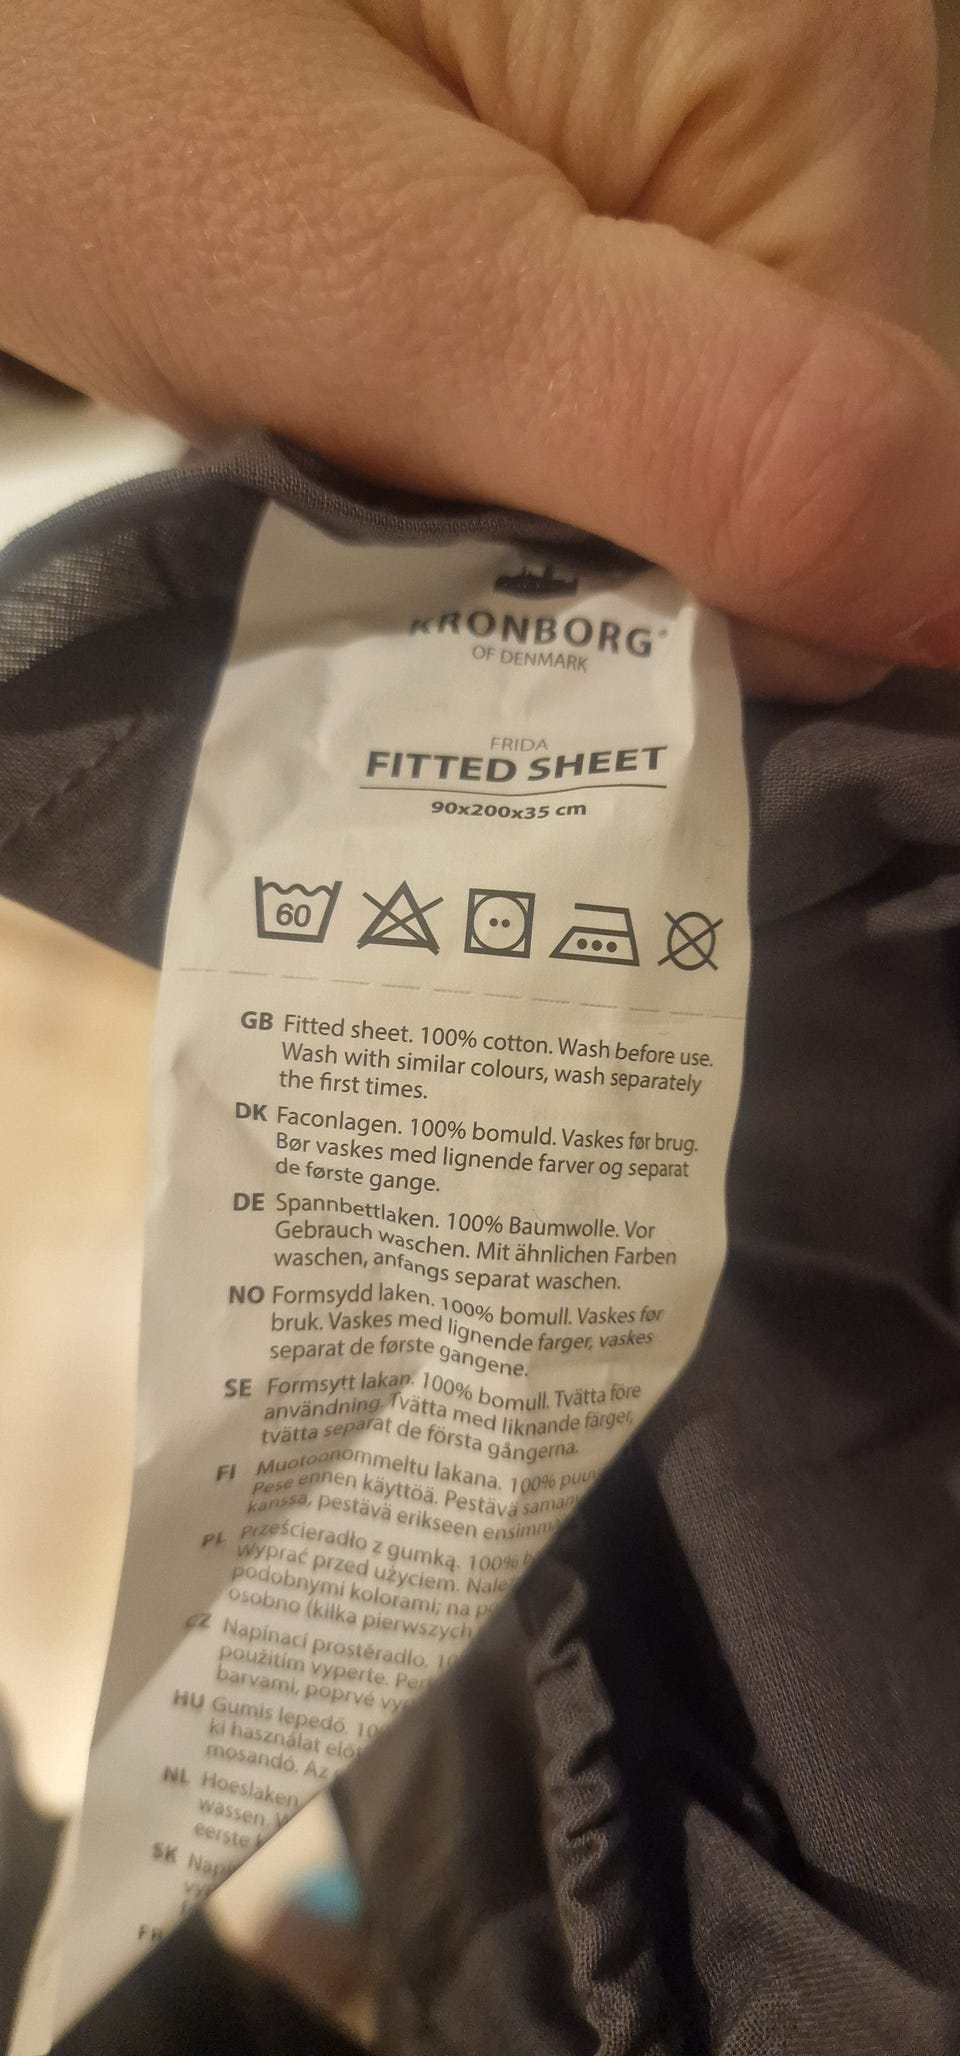 KRONBORG®
OF DENMARK
FRIDA
FITTED SHEET
90x200x35 cm
60
GB Fitted sheet. 100% cotton. Wash before use.
Wash with similar colours, wash separately
the first times.
DK Faconlagen. 100% bomuld. Vaskes før brug.
Bør vaskes med lignende farver og separat
de første gange.
DE Spannbettlaken. 100% Baumwolle. Vor
Gebrauch waschen. Mit ähnlichen Farben
waschen, anfangs separat waschen.
NO Formsydd laken. 100% bomull. Vaskes før
bruk. Vaskes med lignende farger, vaskes
separat de første gangene.
SE Formsytt lakan. 100% bomull. Tvätta före
användning. Tvätta med liknande färger,
tvätta separat de första gångerna.
FI Muotoonommeltu lakana. 100%
Pese ennen käyttöä. Pestävä
kanssa, pestävä erikseen
PL Prześcieradło z gumką. 100%
Wyprać przed użyciem.
podobnymi kolorami; na
osobno (kilka pierwszych
CZ Napínací prostěradlo.
použitím vyperte.
barvami, poprvé
HU Gumis lepedő.
ki használat
mosandó. Az
NL Hoeslaken
wassen.
eerste
SK
FR